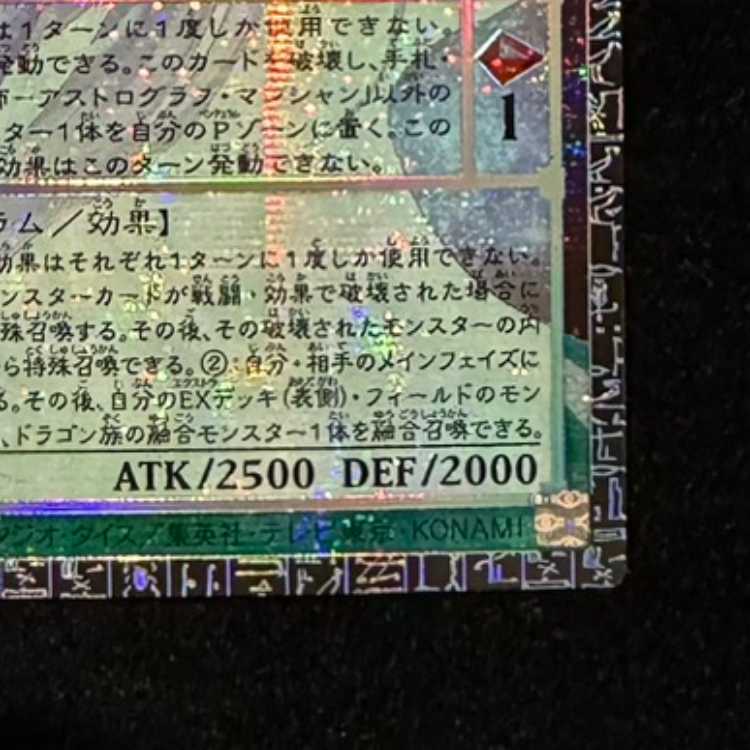 は1ターンに1度しか使用できない。
発動できる。このカードを破壊し、手札・
師－アストログラフ・マジシャン」以外の
ター1体を自分のPゾーンに置く。この
効果はこのターン発動できない。
1
ラム／効果】
効果はそれぞれ1ターンに1度しか使用できない。
ンスターカードが戦闘・効果で破壊された場合に
殊召喚する。その後、その破壊されたモンスターの内
ら特殊召喚できる。②:自分・相手のメインフェイズに
る。その後、自分のEXデッキ(表側)・フィールドのモン
、ドラゴン族の融合モンスター1体を融合召喚できる。
ATK/2500 DEF/2000
タジオ・ダイス／集英社・テレビ東京・KONAMI